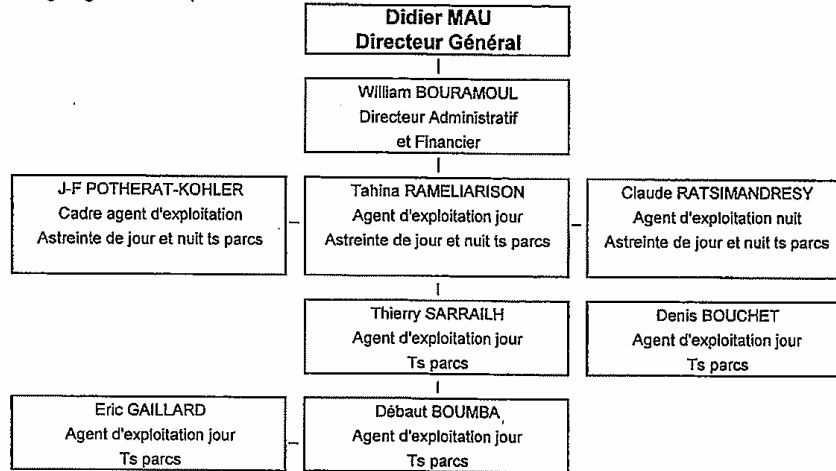 Didier MAU
Directeur Général
William BOURAMOUL
Directeur Administratif
et Financier
J-F POTHERAT-KOHLER
Cadre agent d'exploitation
Astreinte de jour et nuit ts parcs
Tahina RAMELIARISON
Agent d'exploitation jour
Astreinte de jour et nuit ts parcs
Claude RATSIMANDRESY
Agent d'exploitation nuit
Astreinte de jour et nuit ts parcs
Thierry SARRAILH
Agent d'exploitation jour
Ts parcs
Denis BOUCHET
Agent d'exploitation jour
Ts parcs
Eric GAILLARD
Agent d'exploitation jour
Ts parcs
Débaut BOUMBA
Agent d'exploitation jour
Ts parcs